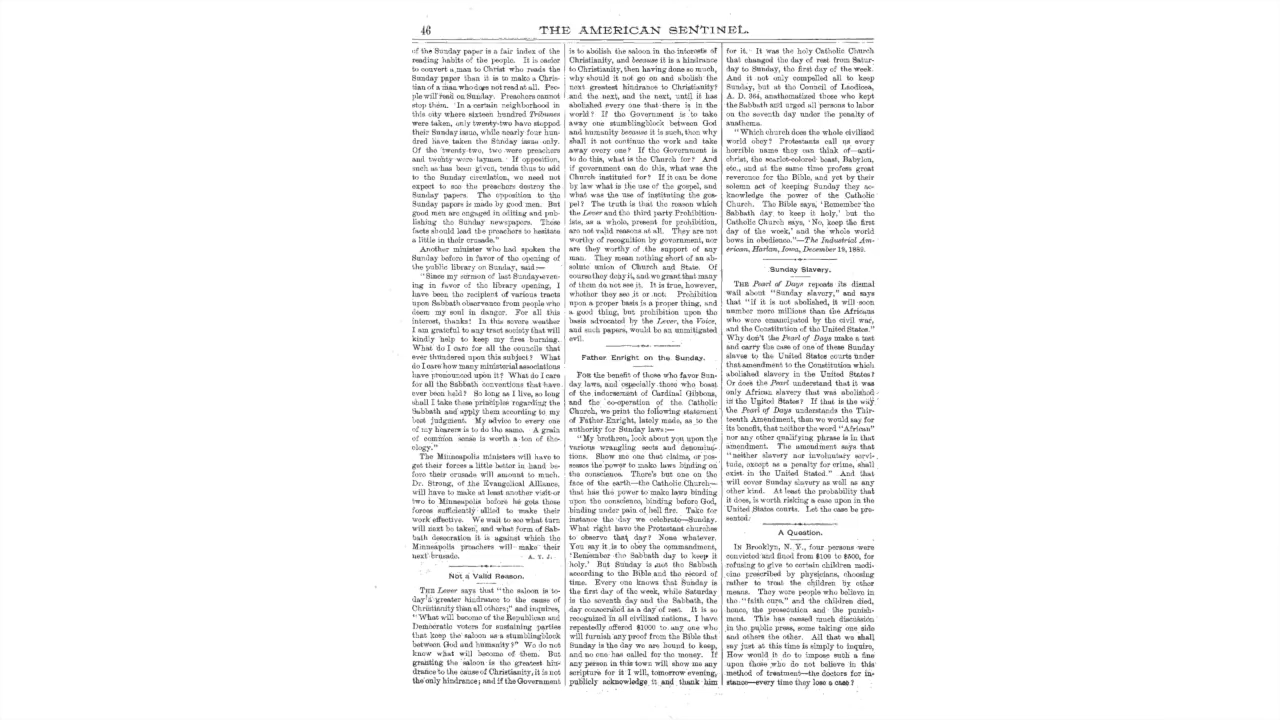 46
THE AMERICAN SENTINEL.
of the Sunday paper is a fair index of the
reading habits of the people. It is easier
to convert a man to Christ who reads the
Sunday paper than it is to make a Chris-
tian of a man who does not read at all. Peo-
ple will read on Sunday. Preachers cannot
stop them. In a certain neighborhood in
this city where sixteen hundred Tribunes
were taken, only twenty-two have stopped
their Sunday issue, while nearly four hun-
dred have taken the Sunday issue only.
Of the twenty-two, two were preachers
and twenty were laymen. If opposition,
such as has been given, tends thus to add
to the Sunday circulation, we need not
expect to see the preachers destroy the
Sunday papers. The opposition to the
Sunday papers is made by good men. But
good men are engaged in editing and pub-
lishing the Sunday newspapers. These
facts should lead the preachers to hesitate
a little in their crusade."
Another minister who had spoken the
Sunday before in favor of the opening of
the public library on Sunday, said:—
"Since my sermon of last Sunday even-
ing in favor of the library opening, I
have been the recipient of various tracts
upon Sabbath observance from people who
deem my soul in danger. For all this
interest, thanks! In this severe weather
I am grateful to any tract society that will
kindly help to keep my fires burning.
What do I care for all the councils that
ever thundered upon this subject? What
do I care how many ministerial associations
have pronounced upon it? What do I care
for all the Sabbath conventions that have
ever been held? So long as I live, so long
shall I take these principles regarding the
Sabbath and apply them according to my
best judgment. My advice to every one
of my hearers is to do the same. A grain
of common sense is worth a ton of the-
ology."
The Minneapolis ministers will have to
get their forces a little better in hand be-
fore their crusade will amount to much.
Dr. Strong, of the Evangelical Alliance,
will have to make at least another visit or
two to Minneapolis before he gets those
forces sufficiently allied to make their
work effective. We wait to see what turn
will next be taken, and what form of Sab-
bath desecration it is against which the
Minneapolis preachers will make their
next crusade. A. T. J.
Not a Valid Reason.
THE Lever says that "the saloon is to-
day a greater hindrance to the cause of
Christianity than all others;" and inquires,
"What will become of the Republican and
Democratic voters for sustaining parties
that keep the saloon as a stumblingblock
between God and humanity?" We do not
know what will become of them. But
granting the saloon is the greatest hin-
drance to the cause of Christianity, it is not
the only hindrance; and if the Government
is to abolish the saloon in the interests of
Christianity, and because it is a hindrance
to Christianity, then having done so much,
why should it not go on and abolish the
next greatest hindrance to Christianity?
and the next, and the next, until it has
abolished every one that there is in the
world? If the Government is to take
away one stumblingblock between God
and humanity because it is such, then why
shall it not continue the work and take
away every one? If the Government is
to do this, what is the Church for? And
if government can do this, what was the
Church instituted for? If it can be done
by law what is the use of the gospel, and
what was the use of instituting the gos-
pel? The truth is that the reason which
the Lever and the third party Prohibition-
ists, as a whole, present for prohibition,
are not valid reasons at all. They are not
worthy of recognition by government, nor
are they worthy of the support of any
man. They mean nothing short of an ab-
solute union of Church and State. Of
course they deny it, and we grant that many
of them do not see it. It is true, however,
whether they see it or not. Prohibition
upon a proper basis is a proper thing, and
a good thing, but prohibition upon the
basis advocated by the Lever, the Voice,
and such papers, would be an unmitigated
evil.
Father Enright on the Sunday.
FOR the benefit of those who favor Sun-
day laws, and especially those who boast
of the indorsement of Cardinal Gibbons,
and the co-operation of the Catholic
Church, we print the following statement
of Father Enright, lately made, as to the
authority for Sunday laws:—
"My brethren, look about you upon the
various wrangling sects and denomina-
tions. Show me one that claims, or pos-
sesses the power to make laws binding on
the conscience. There's but one on the
face of the earth—the Catholic Church—
that has the power to make laws binding
upon the conscience, binding before God,
binding under pain of hell fire. Take for
instance the day we celebrate—Sunday.
What right have the Protestant churches
to observe that day? None whatever.
You say it is to obey the commandment,
'Remember the Sabbath day to keep it
holy.' But Sunday is not the Sabbath
according to the Bible and the record of
time. Every one knows that Sunday is
the first day of the week, while Saturday
is the seventh day and the Sabbath, the
day consecrated as a day of rest. It is so
recognized in all civilized nations. I have
repeatedly offered $1000 to any one who
will furnish any proof from the Bible that
Sunday is the day we are bound to keep,
and no one has called for the money. If
any person in this town will show me any
scripture for it I will, tomorrow evening,
publicly acknowledge it and thank him
for it. It was the holy Catholic Church
that changed the day of rest from Satur-
day to Sunday, the first day of the week.
And it not only compelled all to keep
Sunday, but at the Council of Laodicea,
A. D. 364, anathematized those who kept
the Sabbath and urged all persons to labor
on the seventh day under the penalty of
anathema.
"Which church does the whole civilized
world obey? Protestants call us every
horrible name they can think of—anti-
christ, the scarlet-colored beast, Babylon,
etc., and at the same time profess great
reverence for the Bible, and yet by their
solemn act of keeping Sunday they ac-
knowledge the power of the Catholic
Church. The Bible says, 'Remember the
Sabbath day to keep it holy,' but the
Catholic Church says, 'No, keep the first
day of the week,' and the whole world
bows in obedience."—The Industrial Am-
erican, Harlan, Iowa, December 19, 1889.
Sunday Slavery.
THE Pearl of Days repeats its dismal
wail about "Sunday slavery," and says
that "if it is not abolished, it will soon
number more millions than the Africans
who were emancipated by the civil war,
and the Constitution of the United States."
Why don't the Pearl of Days make a test
and carry the case of one of these Sunday
slaves to the United States courts under
that amendment to the Constitution which
abolished slavery in the United States?
Or does the Pearl understand that it was
only African slavery that was abolished
in the United States? If that is the way
the Pearl of Days understands the Thir-
teenth Amendment, then we would say for
its benefit, that neither the word "African"
nor any other qualifying phrase is in that
amendment. The amendment says that
"neither slavery nor involuntary servi-
tude, except as a penalty for crime, shall
exist in the United States." And that
will cover Sunday slavery as well as any
other kind. At least the probability that
it does, is worth risking a case upon in the
United States courts. Let the case be pre-
sented.
A Question.
IN Brooklyn, N. Y., four persons were
convicted and fined from $100 to $500, for
refusing to give to certain children medi-
cine prescribed by physicians, choosing
rather to treat the children by other
means. They were people who believe in
the "faith cure," and the children died,
hence, the prosecution and the punish-
ment. This has caused much discussion
in the public press, some taking one side
and others the other. All that we shall
say just at this time is simply to inquire,
How would it do to impose such a fine
upon those who do not believe in this
method of treatment—the doctors for in-
stance—every time they lose a case?